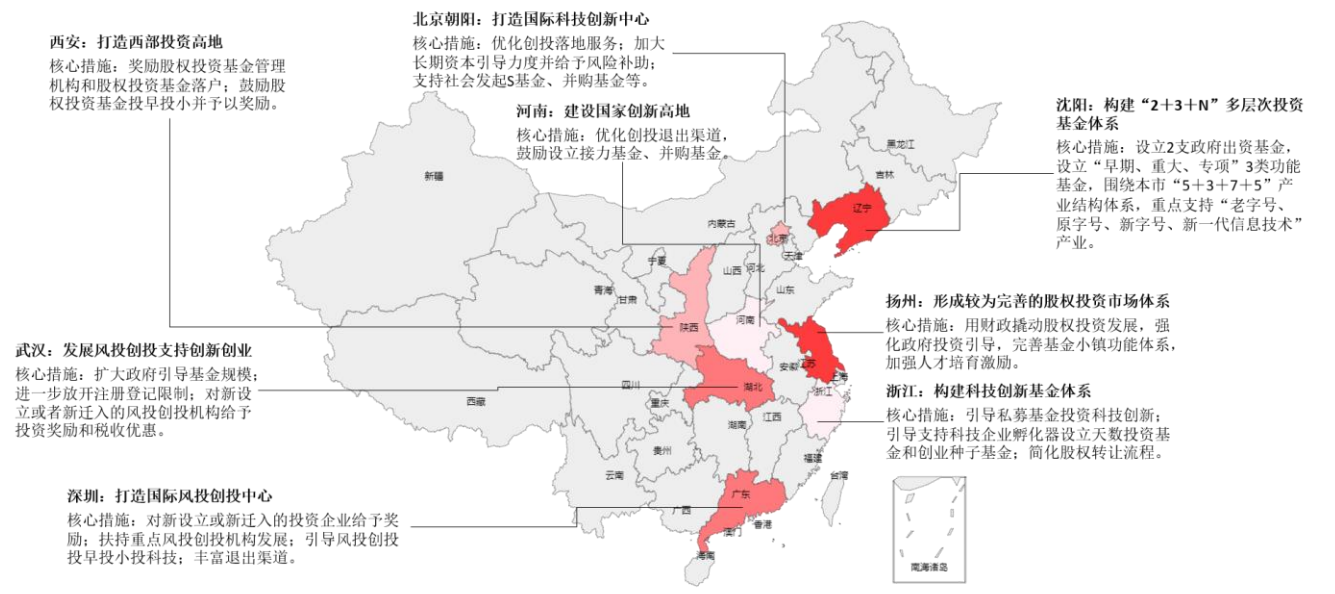 北京朝阳：打造国际科技创新中心
核心措施：优化创投落地服务；加大
长期资本引导力度并给予风险补助；
支持社会发起S基金、并购基金等。
西安：打造西部投资高地
核心措施：奖励股权投资基金管理
机构和股权投资基金落户；鼓励股
权投资基金投早投小并予以奖励。
河南：建设国家创新高地
核心措施：优化创投退出渠道，
鼓励设立接力基金、并购基金。
沈阳：构建“2+3+N”多层次投资
基金体系
核心措施：设立2支政府出资基金，
设立“早期、重大、专项”3类功能
基金，围绕本市“5+3+7+5”产
业结构体系，重点支持“老字号、
原字号、新字号、新一代信息技术”
产业。
扬州：形成较为完善的股权投资市场体系
核心措施：用财政撬动股权投资发展，强
化政府投资引导，完善基金小镇功能体系，
加强人才培育激励。
武汉：发展风投创投支持创新创业
核心措施：扩大政府引导基金规模；
进一步放开注册登记限制；对新设
立或者新迁入的风投创投机构给予
投资奖励和税收优惠。
浙江：构建科技创新基金体系
核心措施：引导私募基金投资科技创新；
引导支持科技企业孵化器设立天数投资基
金和创业种子基金；简化股权转让流程。
深圳：打造国际风投创投中心
核心措施：对新设立或新迁入的投资企业给予奖
励；扶持重点风投创投机构发展；引导风投创投
投早投小投科技；丰富退出渠道。
黑龙江
吉林
新疆
辽宁
内蒙古
北京
天津
宁夏
山西
河北
青海
甘肃
山东
河南
陕西
安徽
江苏
上海
四川
湖北
浙江
西藏
重庆
湖南
江西
贵州
福建
云南
台湾
广东
广西
香港
澳门
海南
南海诸岛